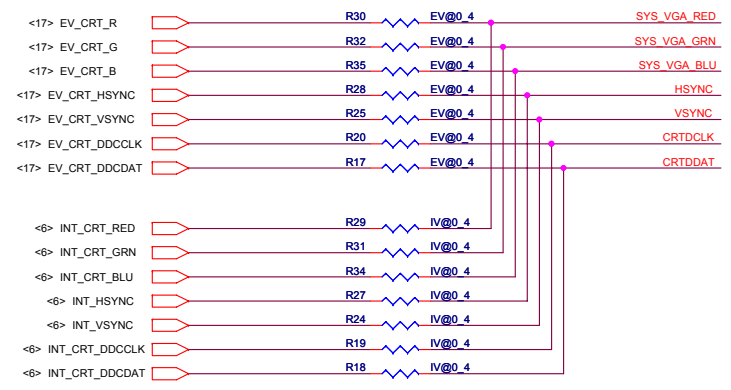 <17> EV_CRT_R R30 EV@0_4 SYS_VGA_RED
<17> EV_CRT_G R32 EV@0_4 SYS_VGA_GRN
<17> EV_CRT_B R35 EV@0_4 SYS_VGA_BLU
<17> EV_CRT_HSYNC R28 EV@0_4 HSYNC
<17> EV_CRT_VSYNC R25 EV@0_4 VSYNC
<17> EV_CRT_DDCCLK R20 EV@0_4 CRTDCLK
<17> EV_CRT_DDCDAT R17 EV@0_4 CRTDDAT
<6> INT_CRT_RED R29 IV@0_4
<6> INT_CRT_GRN R31 IV@0_4
<6> INT_CRT_BLU R34 IV@0_4
<6> INT_HSYNC R27 IV@0_4
<6> INT_VSYNC R24 IV@0_4
<6> INT_CRT_DDCCLK R19 IV@0_4
<6> INT_CRT_DDCDAT R18 IV@0_4